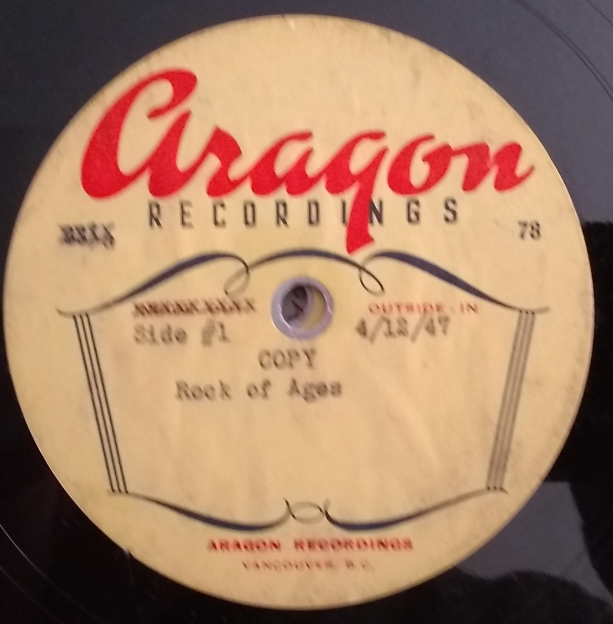 Aragon
RECORDINGS
78
OUTSIDE-IN
Side #1 4/12/47
COPY
Rock of Ages
ARAGON RECORDINGS
VANCOUVER, B.C.